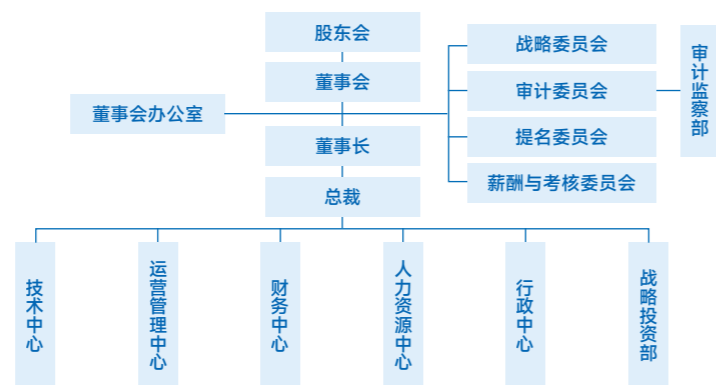 股东会
董事会
董事会办公室
董事长
总裁
战略委员会
审计委员会
提名委员会
薪酬与考核委员会
审计监察部
技术中心
运营管理中心
财务中心
人力资源中心
行政中心
战略投资部